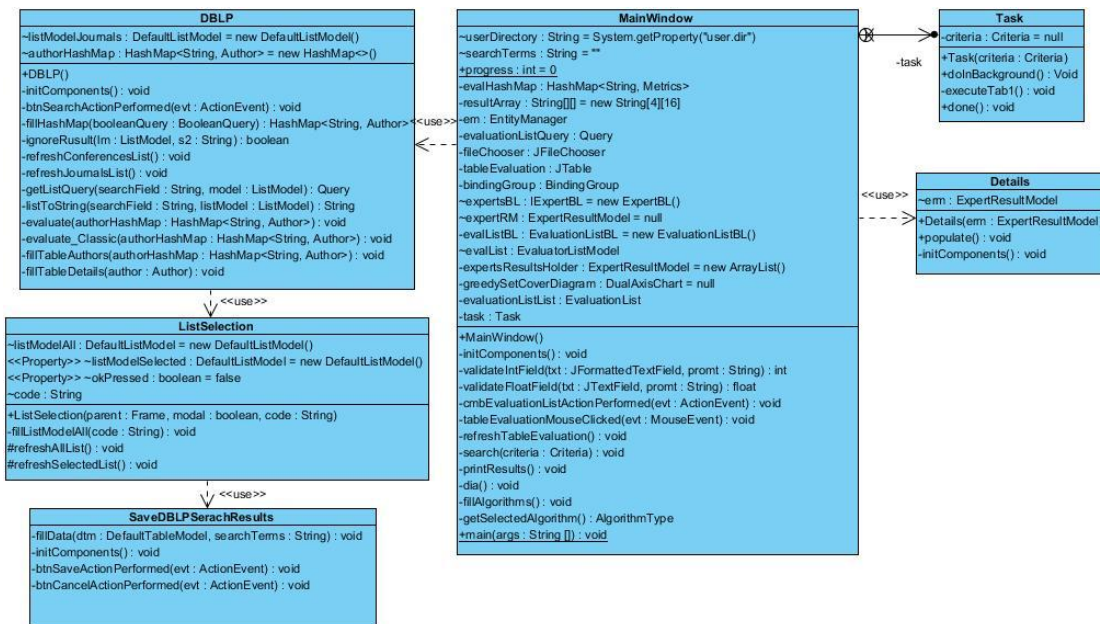 DBLP
~listModelJournals : DefaultListModel = new DefaultListModel()
~authorHashMap : HashMap<String, Author> = new HashMap<>()
+DBLP()
-initComponents() : void
-btnSearchActionPerformed(evt : ActionEvent) : void
-fillHashMap(booleanQuery : BooleanQuery) : HashMap<String, Author>
-ignoreRusult(lm : ListModel, s2 : String) : boolean
-refreshConferencesList() : void
-refreshJournalsList() : void
-getListQuery(searchField : String, model : ListModel) : Query
-listToString(searchField : String, listModel : ListModel) : String
-evaluate(authorHashMap : HashMap<String, Author>) : void
-evaluate_Classic(authorHashMap : HashMap<String, Author>) : void
-fillTableAuthors(authorHashMap : HashMap<String, Author>) : void
-fillTableDetails(author : Author) : void
<<use>>
ListSelection
~listModelAll : DefaultListModel = new DefaultListModel()
<<Property>> ~listModelSelected : DefaultListModel = new DefaultListModel()
<<Property>> ~okPressed : boolean = false
~code : String
+ListSelection(parent : Frame, modal : boolean, code : String)
-fillListModelAll(code : String) : void
#refreshAllList() : void
#refreshSelectedList() : void
<<use>>
SaveDBLPSerachResults
-fillData(dtm : DefaultTableModel, searchTerms : String) : void
-initComponents() : void
-btnSaveActionPerformed(evt : ActionEvent) : void
-btnCancelActionPerformed(evt : ActionEvent) : void
<<use>>
MainWindow
~userDirectory : String = System.getProperty("user.dir")
~searchTerms : String = ""
+progress : int = 0
-evalHashMap : HashMap<String, Metrics>
-resultArray : String[][] = new String[4][16]
-em : EntityManager
-evaluationListQuery : Query
-fileChooser : JFileChooser
-tableEvaluation : JTable
-bindingGroup : BindingGroup
~expertsBL : IExpertBL = new ExpertBL()
~expertRM : ExpertResultModel = null
-evalListBL : EvaluationListBL = new EvaluationListBL()
~evalList : EvaluatorListModel
-expertsResultsHolder : ExpertResultModel = new ArrayList()
-greedySetCoverDiagram : DualAxisChart = null
-evaluationListList : EvaluationList
-task : Task
+MainWindow()
-initComponents() : void
-validateIntField(txt : JFormattedTextField, promt : String) : int
-validateFloatField(txt : JTextField, promt : String) : float
-cmbEvaluationListActionPerformed(evt : ActionEvent) : void
-tableEvaluationMouseClicked(evt : MouseEvent) : void
-refreshTableEvaluation() : void
-search(criteria : Criteria) : void
-printResults() : void
-dia() : void
-fillAlgorithms() : void
-getSelectedAlgorithm() : AlgorithmType
+main(args : String []) : void
-task
Task
-criteria : Criteria = null
+Task(criteria : Criteria)
+doInBackground() : Void
-executeTab1() : void
+done() : void
<<use>>
Details
~erm : ExpertResultModel
+Details(erm : ExpertResultModel)
+populate() : void
-initComponents() : void